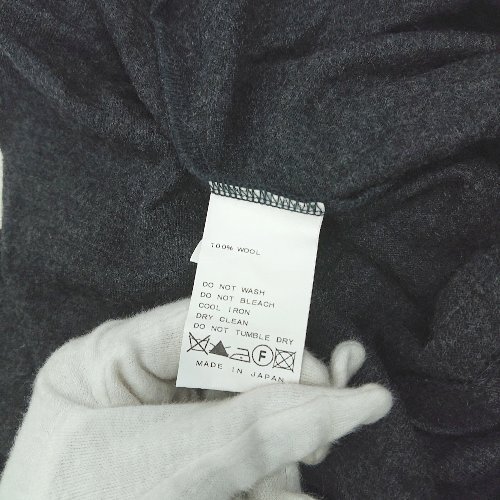 100% WOOL
DO NOT WASH
DO NOT BLEACH
COOL IRON
DRY CLEAN
DO NOT TUMBLE DRY
F
MADE IN JAPAN